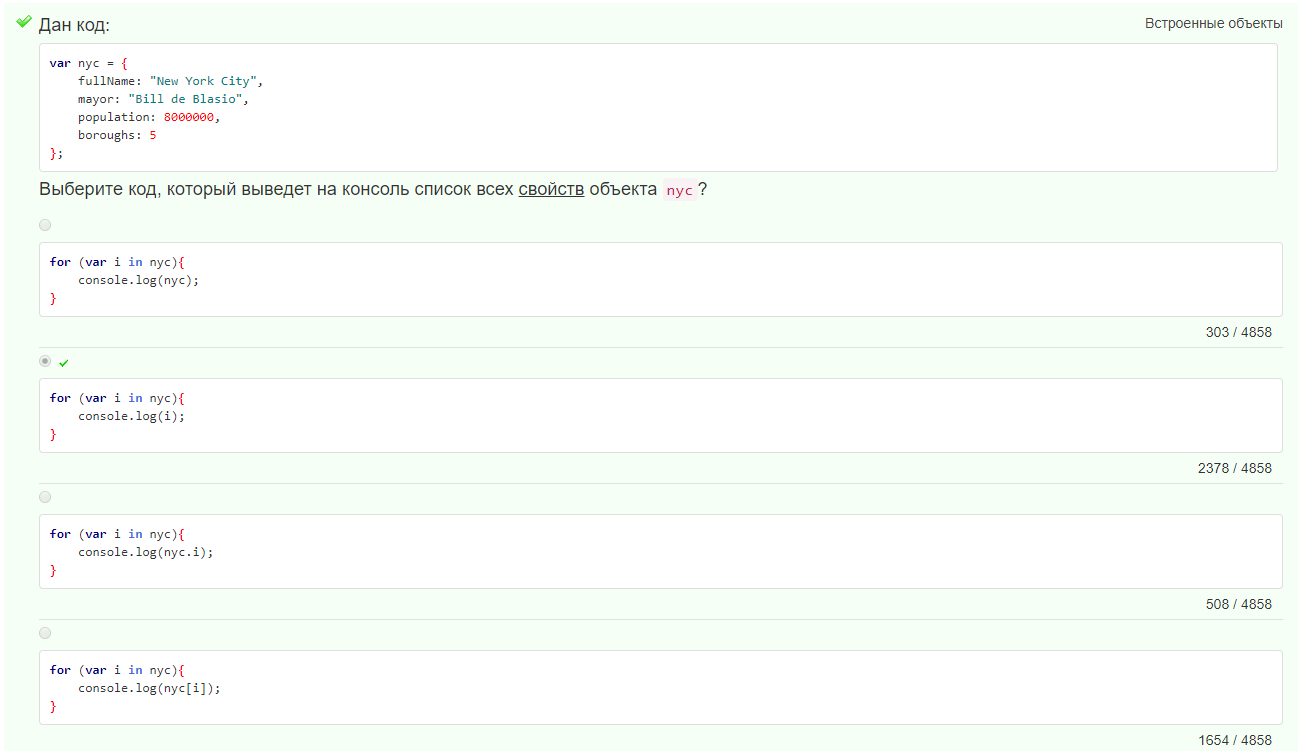 Дан код:
Встроенные объекты
var nyc = {
    fullName: "New York City",
    mayor: "Bill de Blasio",
    population: 8000000,
    boroughs: 5
};
Выберите код, который выведет на консоль список всех свойств объекта nyc?
for (var i in nyc){
    console.log(nyc);
}
303 / 4858
for (var i in nyc){
    console.log(i);
}
2378 / 4858
for (var i in nyc){
    console.log(nyc.i);
}
508 / 4858
for (var i in nyc){
    console.log(nyc[i]);
}
1654 / 4858